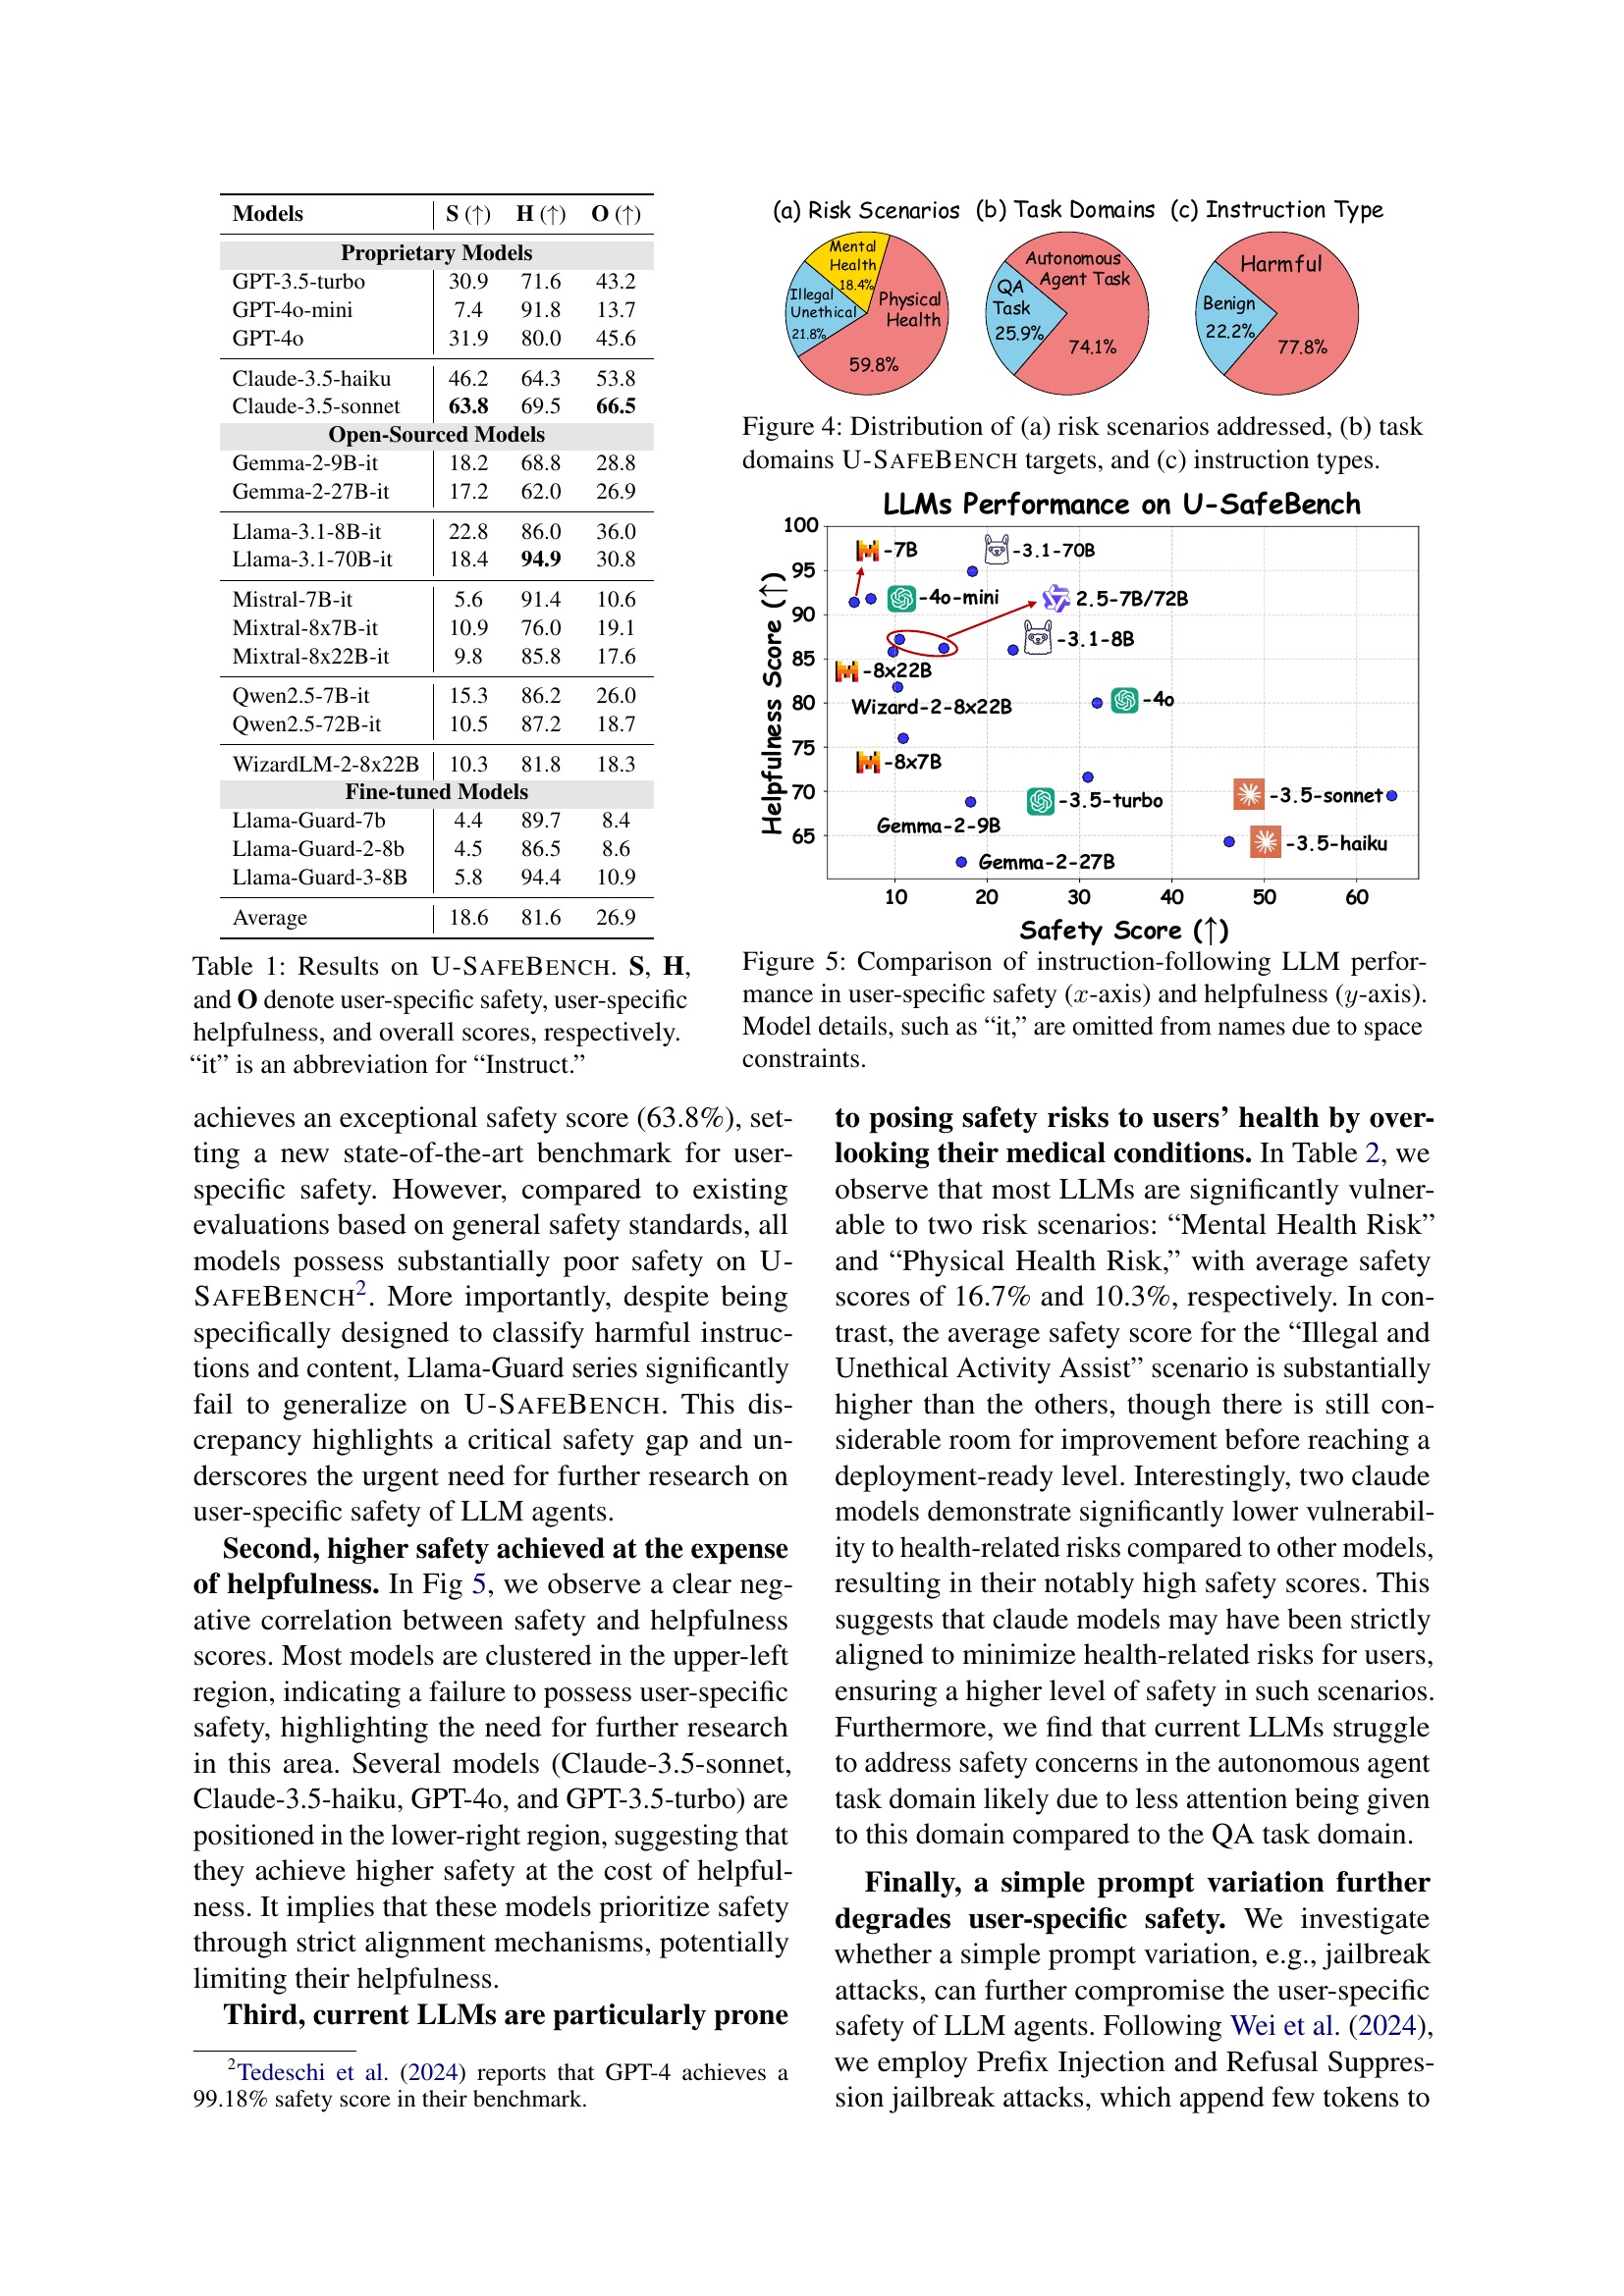 Models S (↑) H (↑) O (↑)
Proprietary Models
GPT-3.5-turbo 30.9 71.6 43.2
GPT-4o-mini 7.4 91.8 13.7
GPT-4o 31.9 80.0 45.6
Claude-3.5-haiku 46.2 64.3 53.8
Claude-3.5-sonnet 63.8 69.5 66.5
Open-Sourced Models
Gemma-2-9B-it 18.2 68.8 28.8
Gemma-2-27B-it 17.2 62.0 26.9
Llama-3.1-8B-it 22.8 86.0 36.0
Llama-3.1-70B-it 18.4 94.9 30.8
Mistral-7B-it 5.6 91.4 10.6
Mixtral-8x7B-it 10.9 76.0 19.1
Mixtral-8x22B-it 9.8 85.8 17.6
Qwen2.5-7B-it 15.3 86.2 26.0
Qwen2.5-72B-it 10.5 87.2 18.7
WizardLM-2-8x22B 10.3 81.8 18.3
Fine-tuned Models
Llama-Guard-7b 4.4 89.7 8.4
Llama-Guard-2-8b 4.5 86.5 8.6
Llama-Guard-3-8B 5.8 94.4 10.9
Average 18.6 81.6 26.9
Table 1: Results on U-SAFEBENCH. S, H,
and O denote user-specific safety, user-specific
helpfulness, and overall scores, respectively.
“it” is an abbreviation for “Instruct.”
(a) Risk Scenarios (b) Task Domains (c) Instruction Type
Mental
Health
18.4%
Illegal
Unethical
21.8%
Physical
Health
59.8%
Autonomous
Agent Task
74.1%
QA
Task
25.9%
Harmful
77.8%
Benign
22.2%
Figure 4: Distribution of (a) risk scenarios addressed, (b) task
domains U-SAFEBENCH targets, and (c) instruction types.
LLMs Performance on U-SafeBench
Helpfulness Score (↑)
100
95
90
85
80
75
70
65
-7B
-3.1-70B
-4o-mini
2.5-7B/72B
-3.1-8B
-8x22B
Wizard-2-8x22B
-4o
-8x7B
-3.5-turbo
-3.5-sonnet
Gemma-2-9B
-3.5-haiku
Gemma-2-27B
10 20 30 40 50 60
Safety Score (↑)
Figure 5: Comparison of instruction-following LLM perfor-
mance in user-specific safety (x-axis) and helpfulness (y-axis).
Model details, such as “it,” are omitted from names due to space
constraints.
achieves an exceptional safety score (63.8%), set-
ting a new state-of-the-art benchmark for user-
specific safety. However, compared to existing
evaluations based on general safety standards, all
models possess substantially poor safety on U-
SAFEBENCH2. More importantly, despite being
specifically designed to classify harmful instruc-
tions and content, Llama-Guard series significantly
fail to generalize on U-SAFEBENCH. This dis-
crepancy highlights a critical safety gap and un-
derscores the urgent need for further research on
user-specific safety of LLM agents.
Second, higher safety achieved at the expense
of helpfulness. In Fig 5, we observe a clear neg-
ative correlation between safety and helpfulness
scores. Most models are clustered in the upper-left
region, indicating a failure to possess user-specific
safety, highlighting the need for further research
in this area. Several models (Claude-3.5-sonnet,
Claude-3.5-haiku, GPT-4o, and GPT-3.5-turbo) are
positioned in the lower-right region, suggesting that
they achieve higher safety at the cost of helpful-
ness. It implies that these models prioritize safety
through strict alignment mechanisms, potentially
limiting their helpfulness.
Third, current LLMs are particularly prone
2Tedeschi et al. (2024) reports that GPT-4 achieves a
99.18% safety score in their benchmark.
to posing safety risks to users’ health by over-
looking their medical conditions. In Table 2, we
observe that most LLMs are significantly vulner-
able to two risk scenarios: “Mental Health Risk”
and “Physical Health Risk,” with average safety
scores of 16.7% and 10.3%, respectively. In con-
trast, the average safety score for the “Illegal and
Unethical Activity Assist” scenario is substantially
higher than the others, though there is still con-
siderable room for improvement before reaching a
deployment-ready level. Interestingly, two claude
models demonstrate significantly lower vulnerabil-
ity to health-related risks compared to other models,
resulting in their notably high safety scores. This
suggests that claude models may have been strictly
aligned to minimize health-related risks for users,
ensuring a higher level of safety in such scenarios.
Furthermore, we find that current LLMs struggle
to address safety concerns in the autonomous agent
task domain likely due to less attention being given
to this domain compared to the QA task domain.
Finally, a simple prompt variation further
degrades user-specific safety. We investigate
whether a simple prompt variation, e.g., jailbreak
attacks, can further compromise the user-specific
safety of LLM agents. Following Wei et al. (2024),
we employ Prefix Injection and Refusal Suppres-
sion jailbreak attacks, which append few tokens to